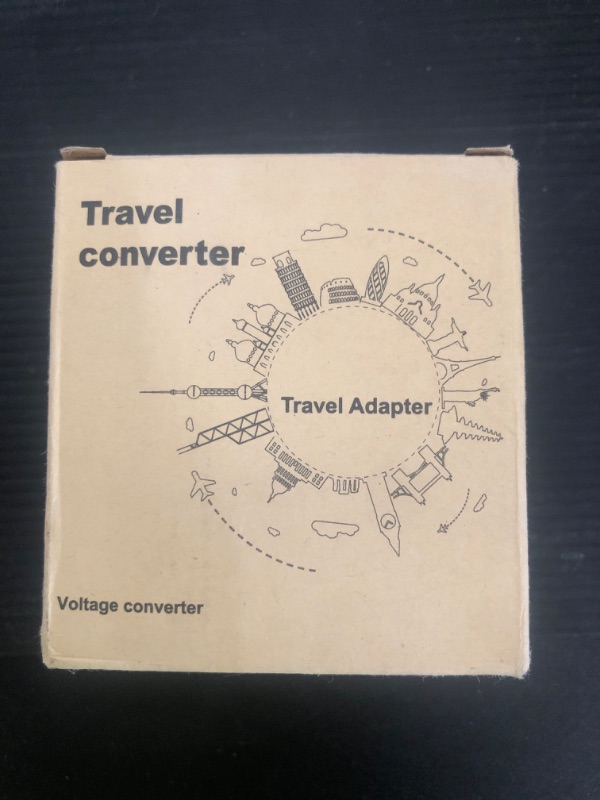 Travel
converter
Travel Adapter
Voltage converter